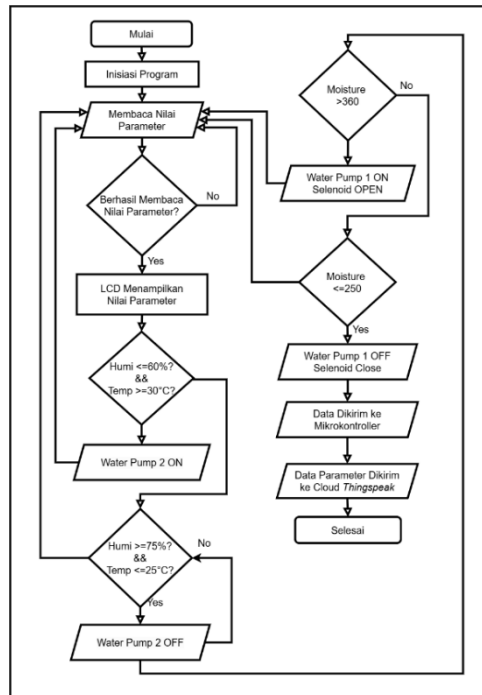 Mulai
Inisiasi Program
Membaca Nilai
Parameter
Berhasil Membaca
Nilai Parameter?
No
Yes
LCD Menampilkan
Nilai Parameter
Humi <=60%?
&&
Temp >=30°C?
Water Pump 2 ON
Humi >=75%?
&&
Temp <=25°C?
No
Yes
Water Pump 2 OFF
Moisture
>360
No
Water Pump 1 ON
Selenoid OPEN
Moisture
<=250
Yes
Water Pump 1 OFF
Selenoid Close
Data Dikirim ke
Mikrokontroller
Data Parameter Dikirim
ke Cloud Thingspeak
Selesai